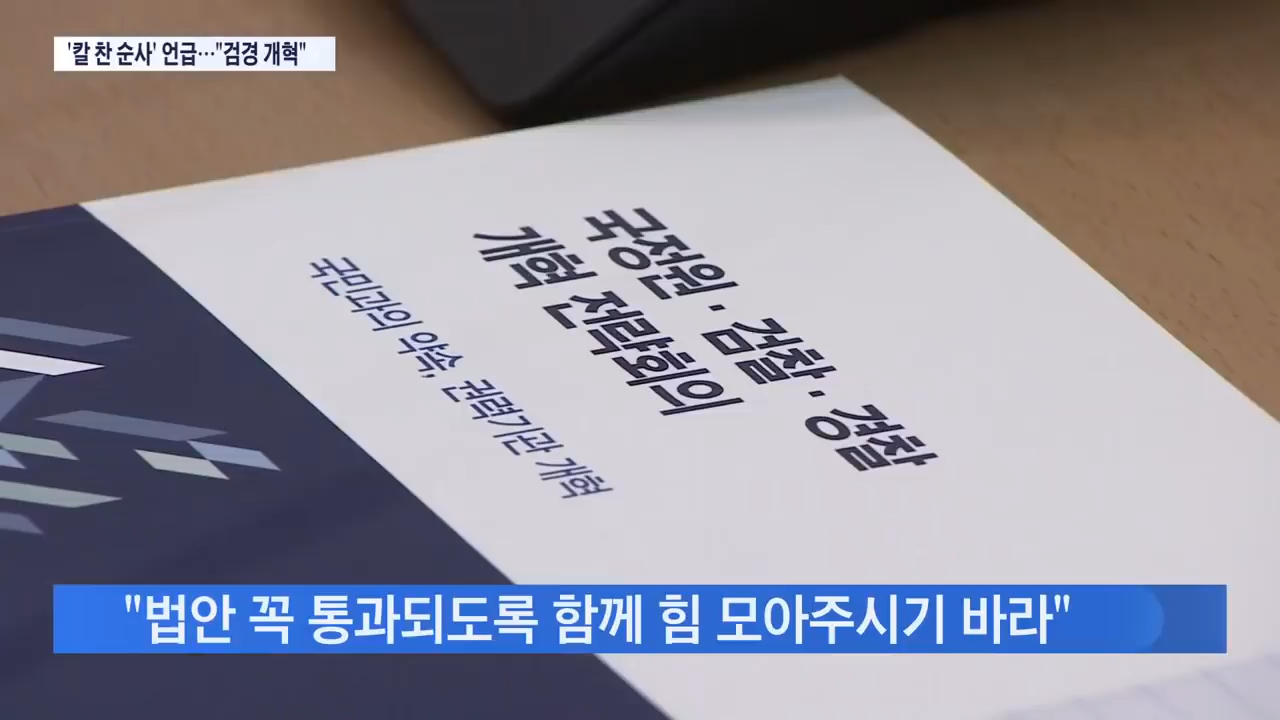 '칼 찬 순사' 언급…"검경 개혁"
국정원·검찰·경찰
개혁 전략회의
국민과의 약속, 권력기관 개혁
"법안 꼭 통과되도록 함께 힘 모아주시기 바라"